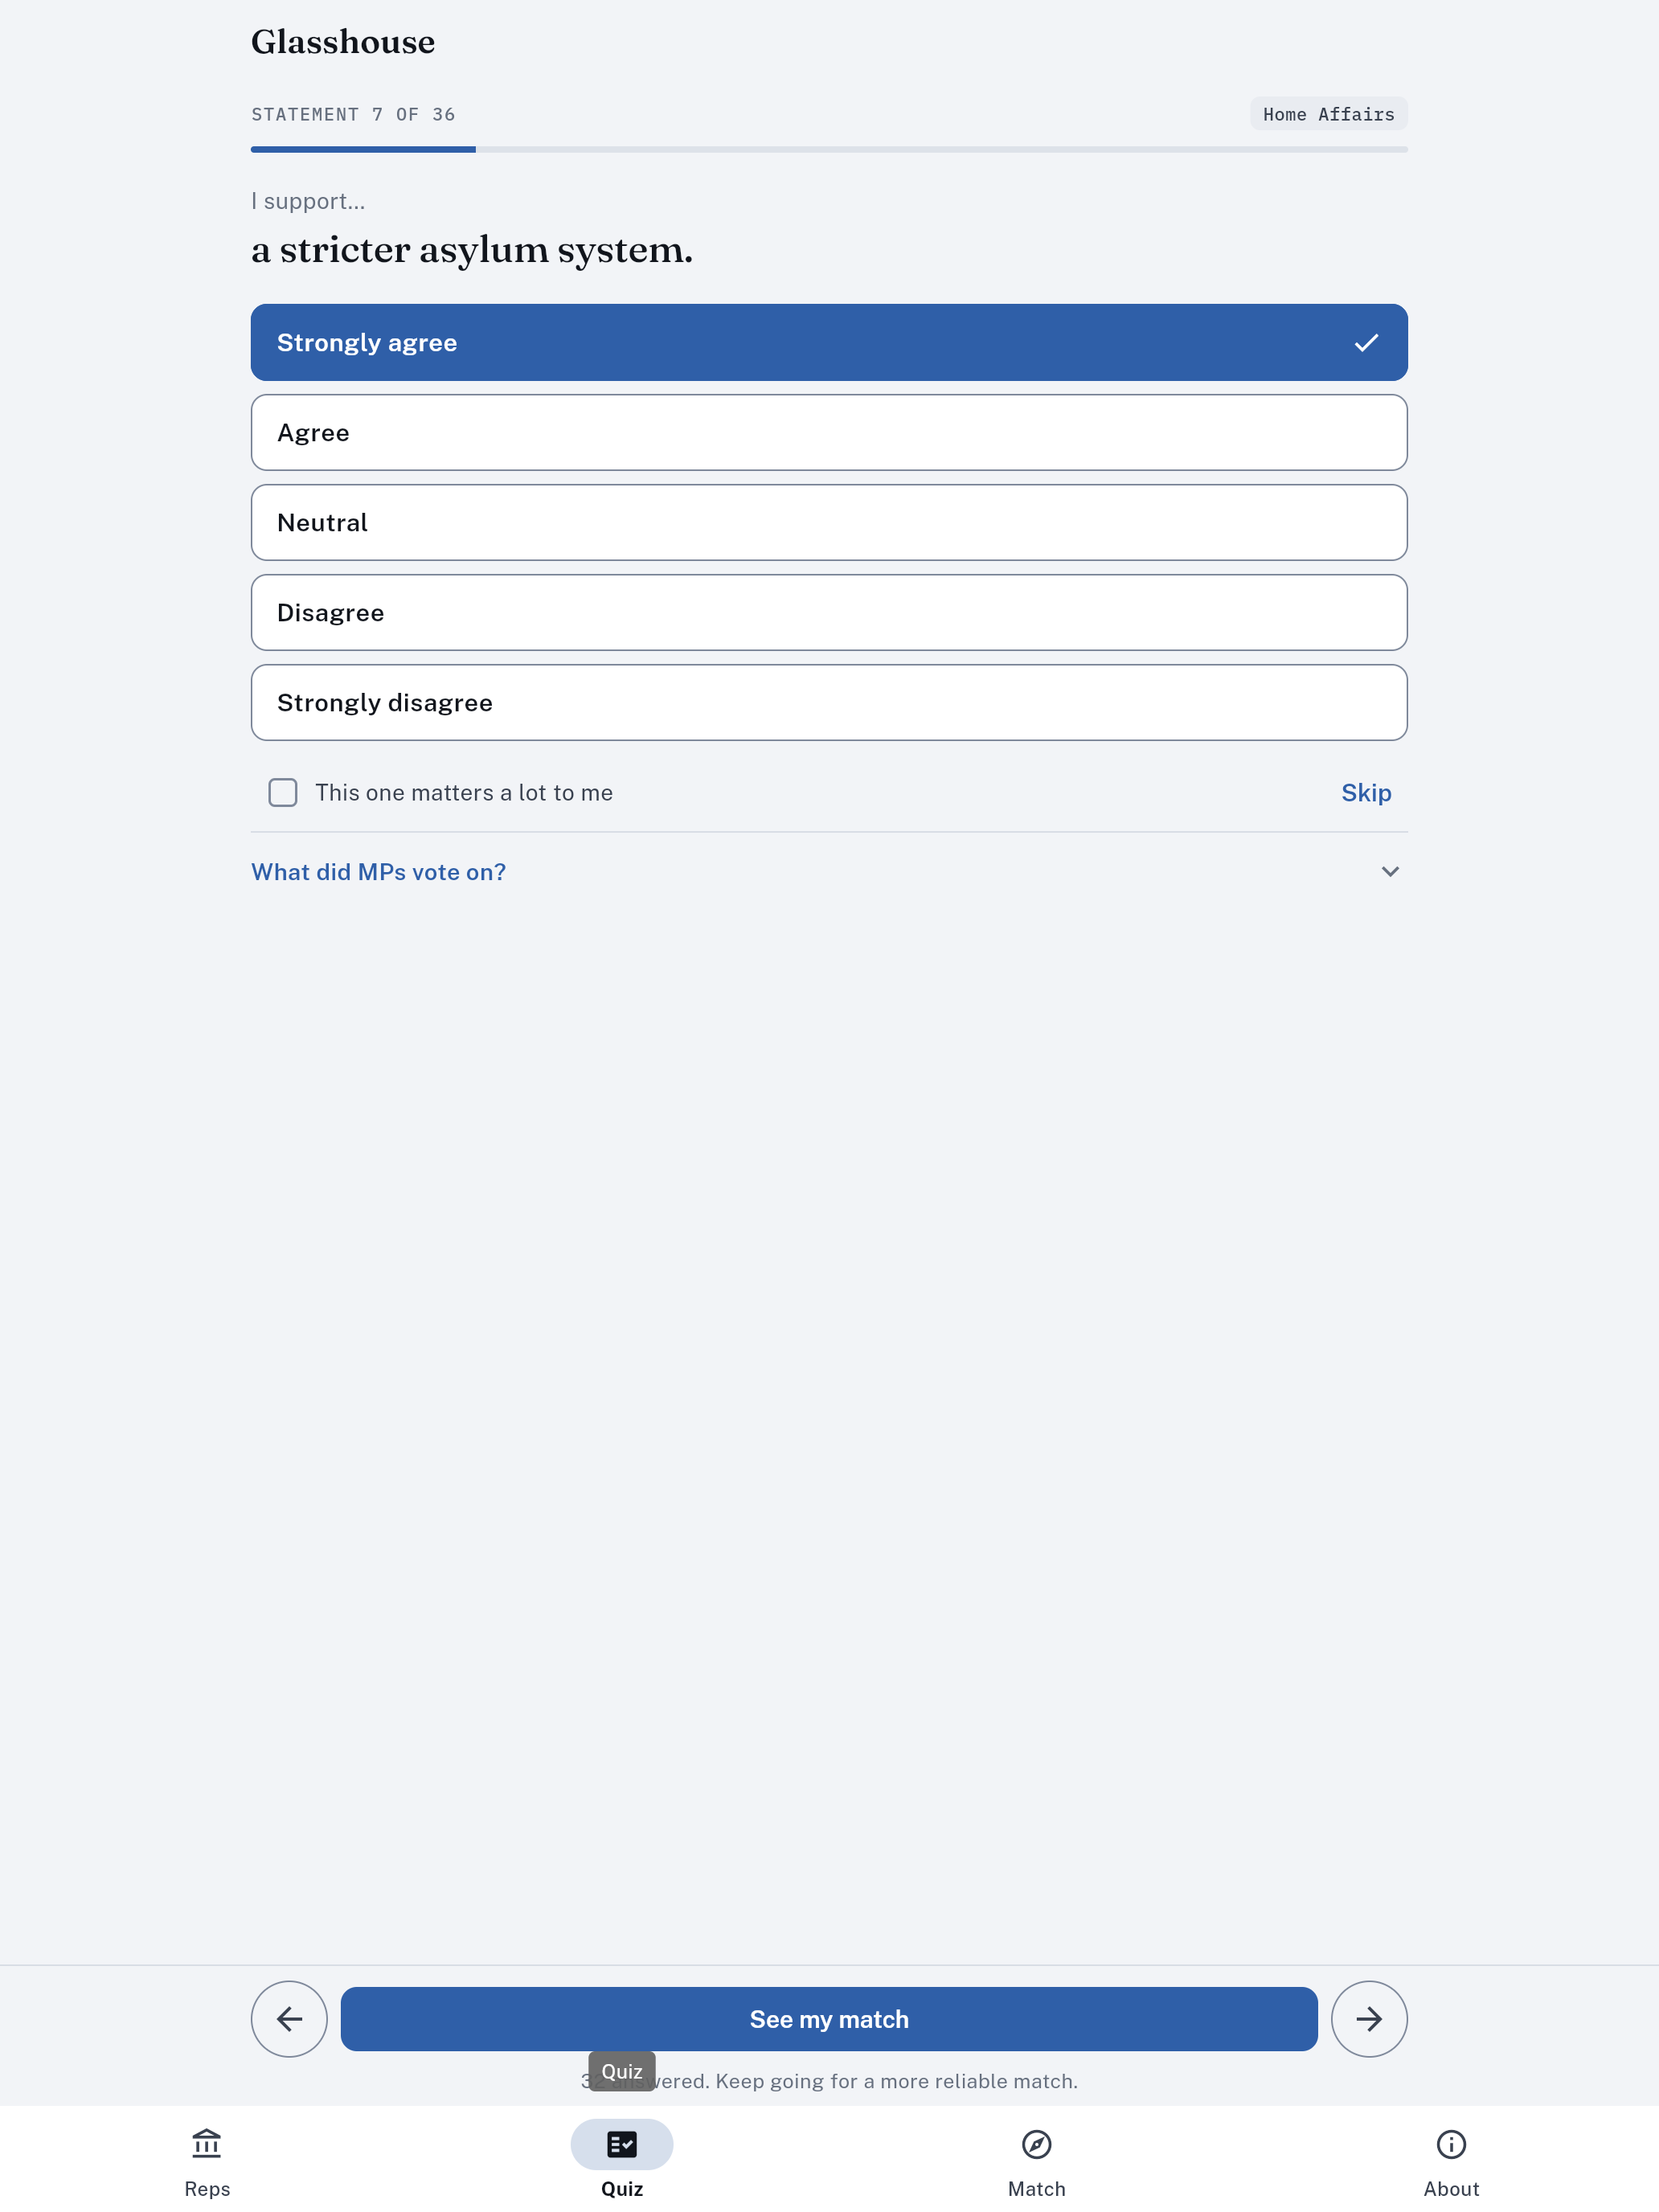 Glasshouse
STATEMENT 7 OF 36
Home Affairs
I support...
a stricter asylum system.
Strongly agree
Agree
Neutral
Disagree
Strongly disagree
This one matters a lot to me
Skip
What did MPs vote on?
See my match
Quiz
32 answered. Keep going for a more reliable match.
Reps
Quiz
Match
About